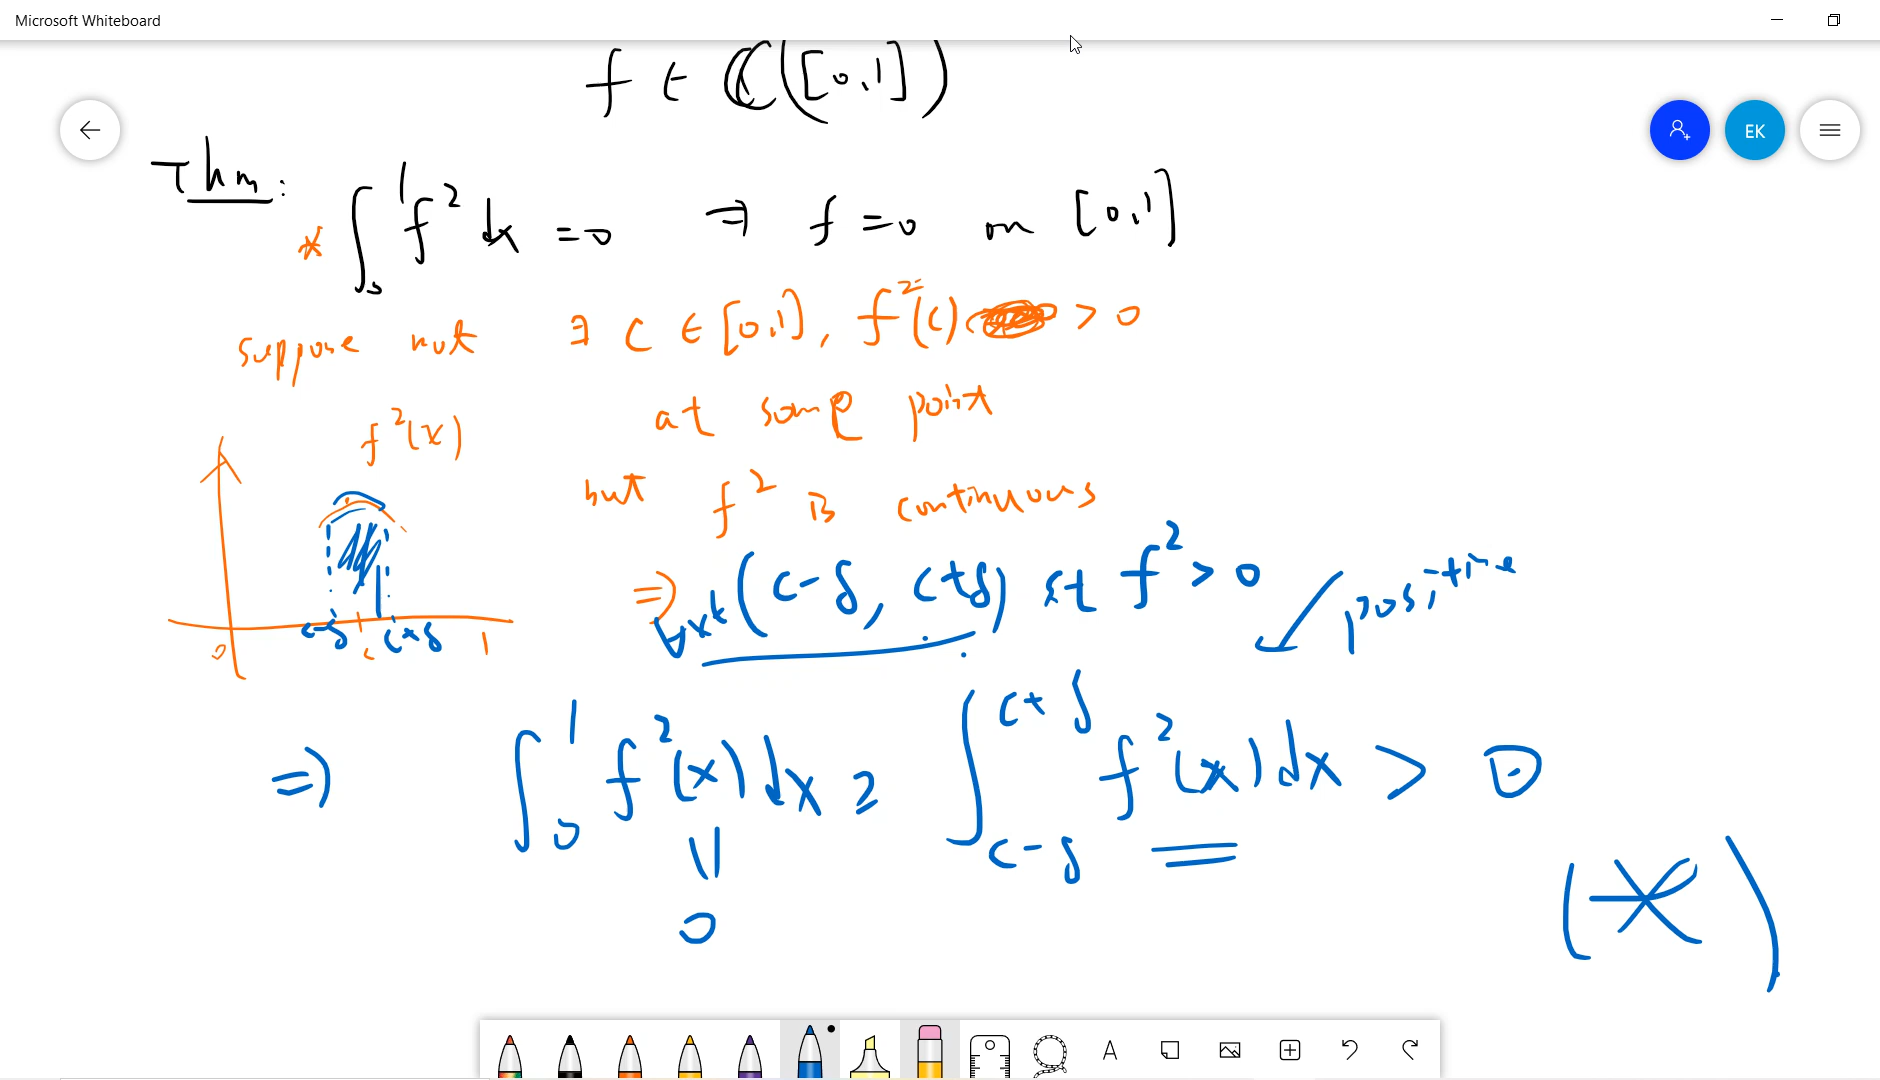 Microsoft Whiteboard
f ∈ C([0,1])
EK
Thm:
* ∫₀¹ f² dx = 0 ⇒ f = 0 on [0,1]
suppose not ∃ c ∈ [0,1], f²(c) > 0
at some point
f²(x)
but f² is continuous
⇒ ∀x∈(c-δ, c+δ) st f² > 0
positive
0 c-δ c c+δ 1
⇒ ∫₀¹ f²(x)dx ≥ ∫_{c-δ}^{c+δ} f²(x)dx > 0
||
0
(*)
A